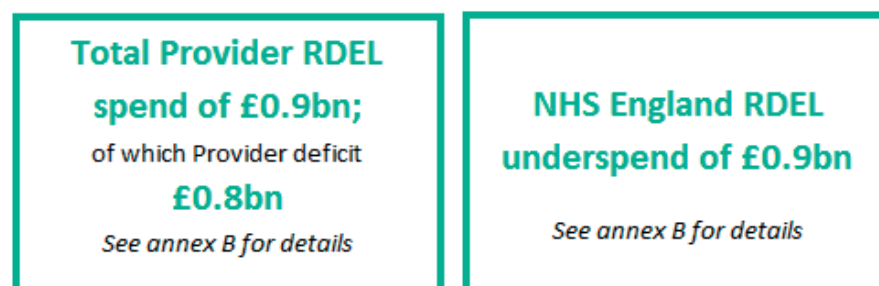 Total Provider RDEL
spend of £0.9bn;
of which Provider deficit
£0.8bn
See annex B for details
NHS England RDEL
underspend of £0.9bn
See annex B for details